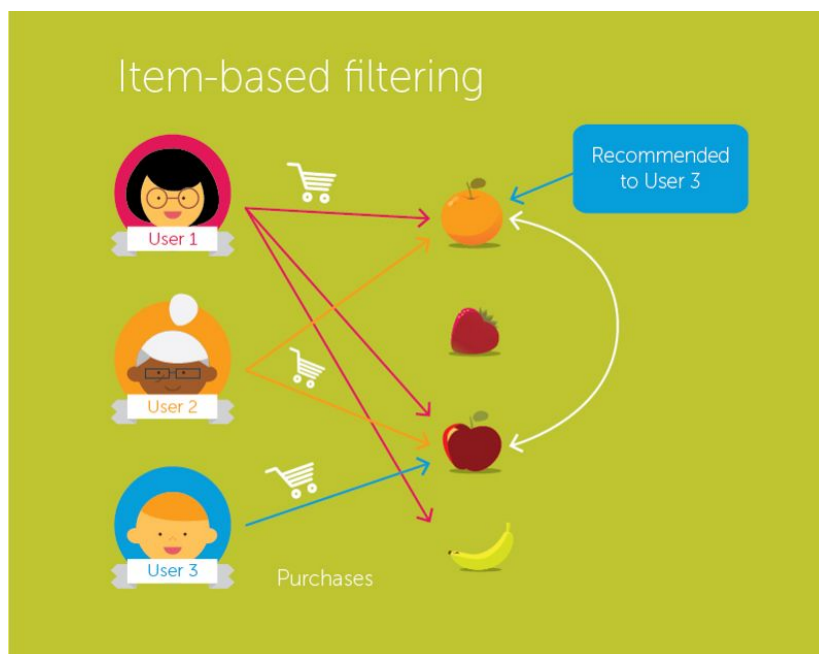 Item-based filtering
Recommended
to User 3
User 1
User 2
User 3
Purchases